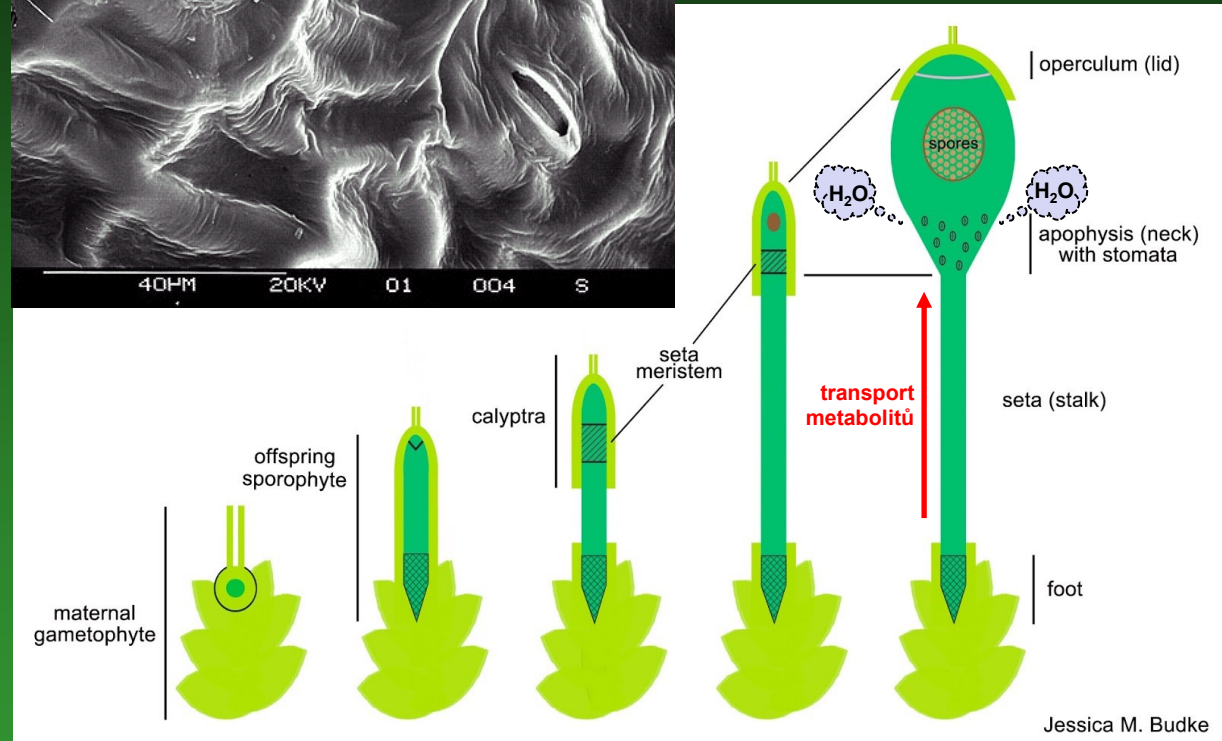 40µM 20KV 01 004 S
operculum (lid)
spores
H₂O
H₂O
apophysis (neck)
with stomata
seta
meristem
transport
metabolitů
seta (stalk)
calyptra
offspring
sporophyte
maternal
gametophyte
foot
Jessica M. Budke